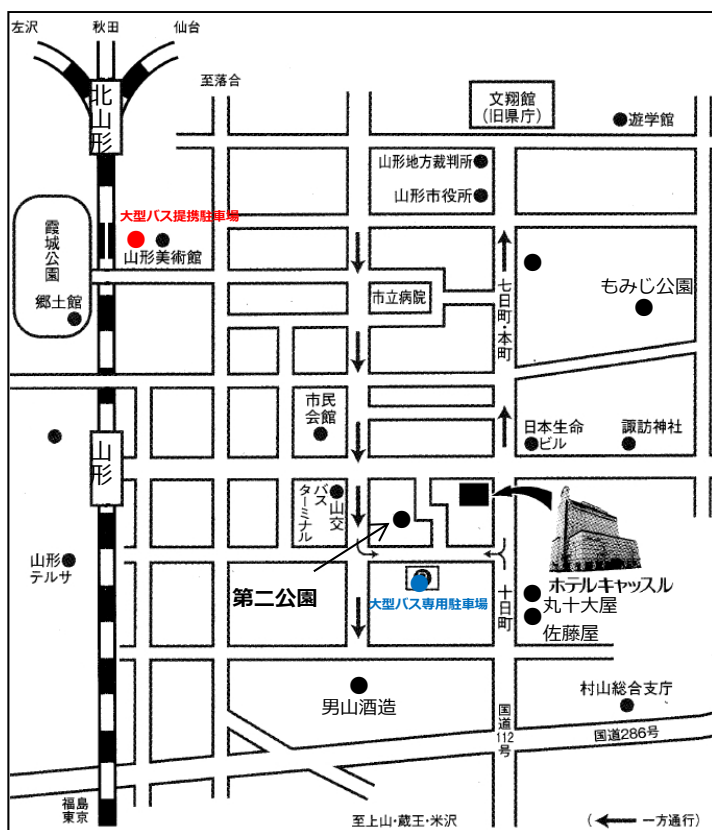 左沢
秋田
仙台
至落合
北山形
文翔館
(旧県庁)
遊学館
山形地方裁判所
山形市役所
大型バス提携駐車場
山形美術館
霞城公園
郷土館
市立病院
七日町・本町
もみじ公園
市民
会館
日本生命
ビル
諏訪神社
山形
山交
バス
ターミナル
山形
テルサ
第二公園
大型バス専用駐車場
十日町
ホテルキャッスル
丸十大屋
佐藤屋
男山酒造
村山総合支庁
国道112号
国道286号
福島
東京
至上山・蔵王・米沢
(← 一方通行)